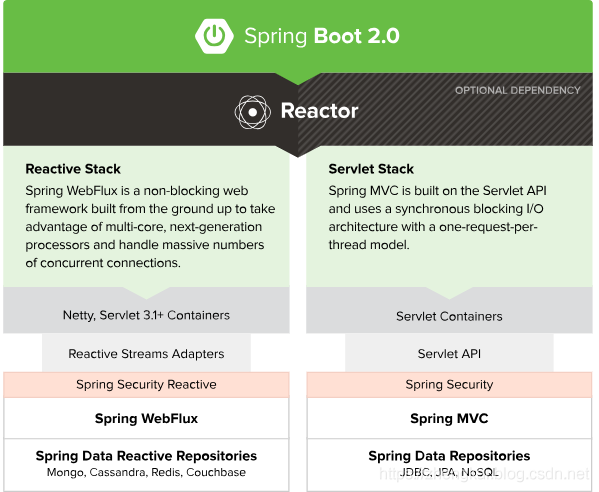 Spring Boot 2.0
OPTIONAL DEPENDENCY
Reactor
Reactive Stack
Spring WebFlux is a non-blocking web
framework built from the ground up to take
advantage of multi-core, next-generation
processors and handle massive numbers
of concurrent connections.
Servlet Stack
Spring MVC is built on the Servlet API
and uses a synchronous blocking I/O
architecture with a one-request-per-
thread model.
Netty, Servlet 3.1+ Containers
Servlet Containers
Reactive Streams Adapters
Servlet API
Spring Security Reactive
Spring Security
Spring WebFlux
Spring MVC
Spring Data Reactive Repositories
Mongo, Cassandra, Redis, Couchbase
Spring Data Repositories
JDBC, JPA, NoSQL